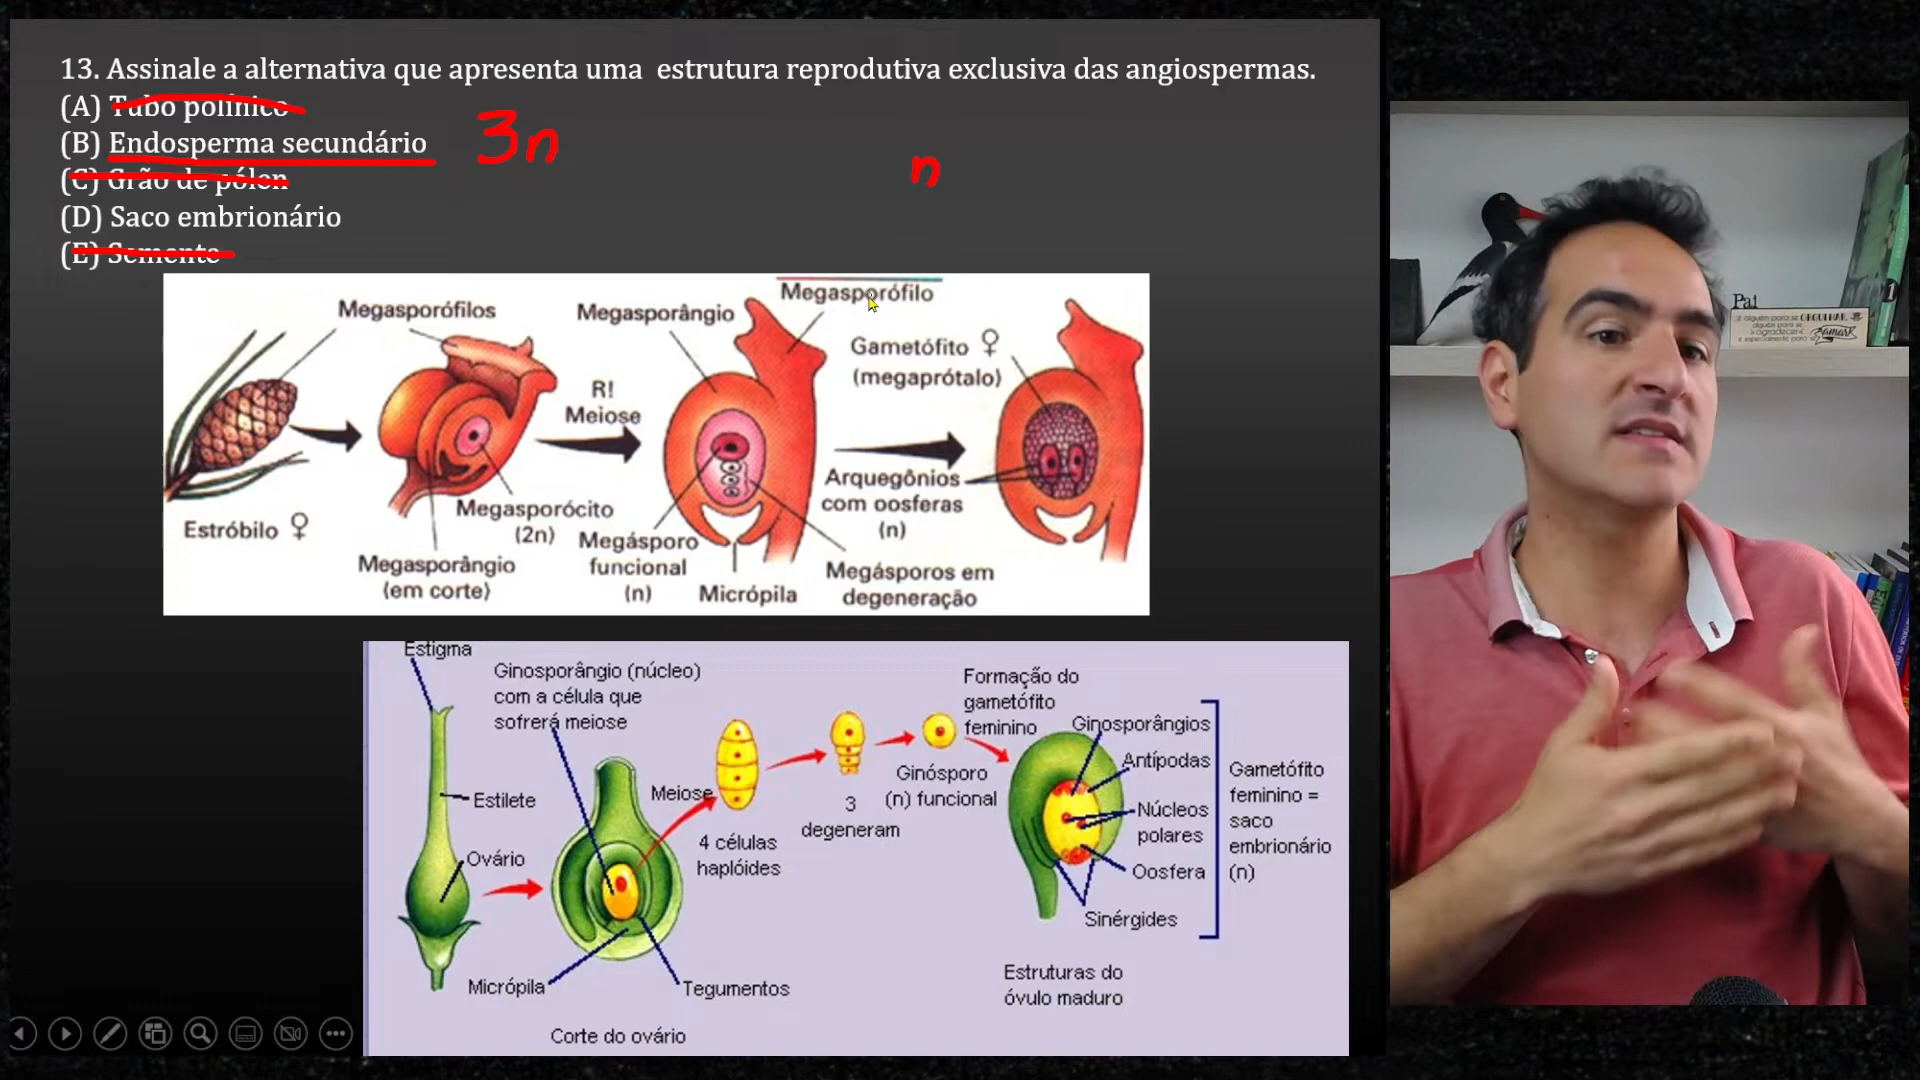 13. Assinale a alternativa que apresenta uma estrutura reprodutiva exclusiva das angiospermas.
(A) Tubo polínico
(B) Endosperma secundário
3n
n
(C) Grão de pólen
(D) Saco embrionário
(E) Semente
Megasporófilos
Megasporângio
Megasporófilo
Gametófito ♀
(megaprótalo)
R!
Meiose
Estróbilo ♀
Megasporócito
(2n)
Megasporângio
(em corte)
Megásporo
funcional
(n)
Micrópila
Arquegônios
com oosferas
(n)
Megásporos em
degeneração
Estigma
Ginosporângio (núcleo)
com a célula que
sofrerá meiose
Estilete
Ovário
Meiose
4 células
haplóides
3
degeneram
Ginósporo
(n) funcional
Formação do
gametófito
feminino
Ginosporângios
Antípodas
Núcleos
polares
Oosfera
Sinérgides
Gametófito
feminino =
saco
embrionário
(n)
Micrópila
Tegumentos
Corte do ovário
Estruturas do
óvulo maduro
Pai
1